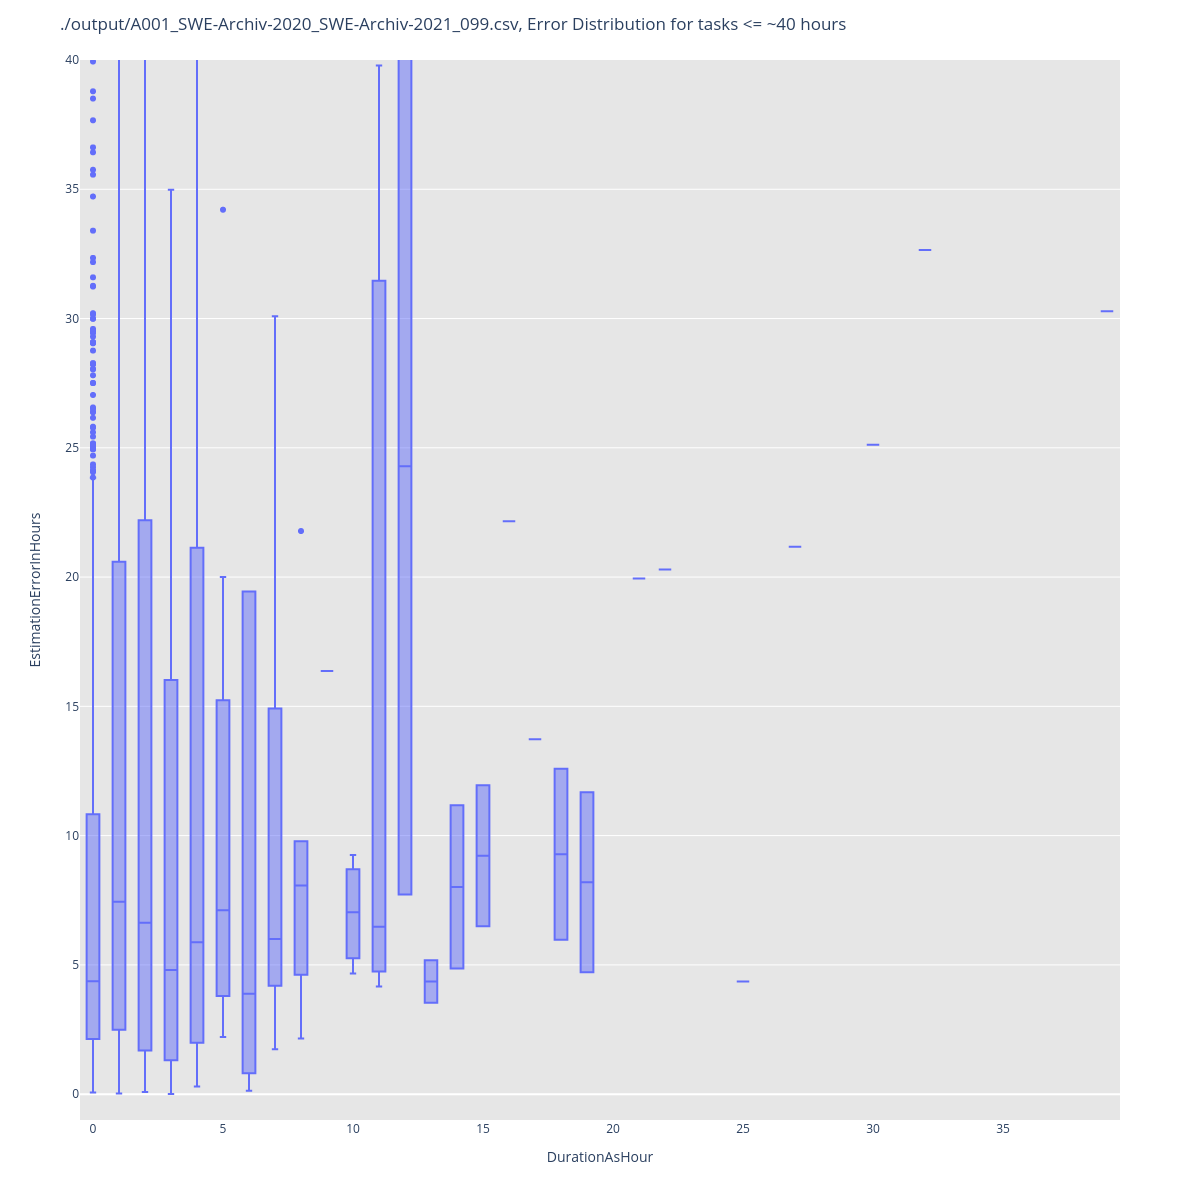 ./output/A001_SWE-Archiv-2020_SWE-Archiv-2021_099.csv, Error Distribution for tasks <= ~40 hours
40
35
30
25
20
15
10
5
0
EstimationErrorInHours
0 5 10 15 20 25 30 35
DurationAsHour